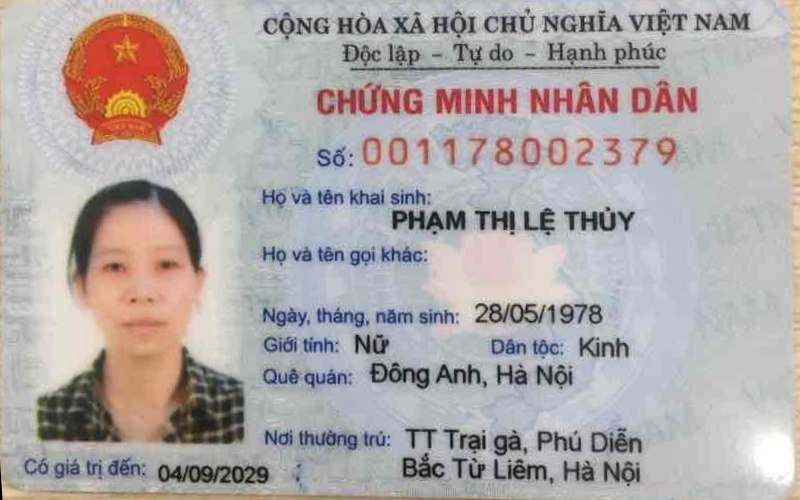 CỘNG HÒA XÃ HỘI CHỦ NGHĨA VIỆT NAM
Độc lập - Tự do - Hạnh phúc
CHỨNG MINH NHÂN DÂN
Số: 001178002379
Họ và tên khai sinh:
PHẠM THỊ LỆ THỦY
Họ và tên gọi khác:
Ngày, tháng, năm sinh: 28/05/1978
Giới tính: Nữ Dân tộc: Kinh
Quê quán: Đông Anh, Hà Nội
Nơi thường trú: TT Trại gà, Phú Diễn
Bắc Từ Liêm, Hà Nội
Có giá trị đến: 04/09/2029